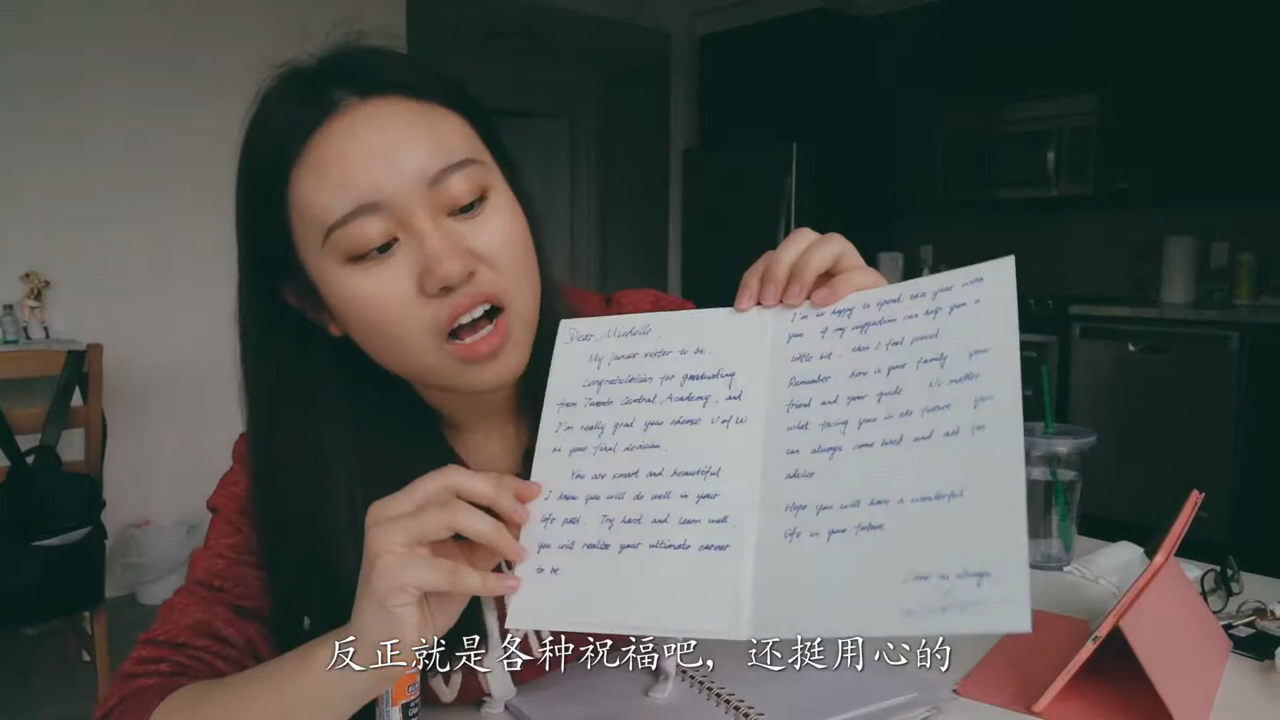 Dear Michelle,
My junior sister to be.
Congratulation for graduating
from Toronto Central Academy, and
I'm really grad your choose U of W
as your final decision.
You are smart and beautiful
I know you will do well in your
life path. Try hard and learn well,
you will realize your ultimate career
to be.
I'm so happy to spend once your
you. if my suggestion can help you a
little bit, then I feel proud
Remember, here is your family, your
friend and your guide. No matter
what facing you in the future, you
can always come back and ask for
advice
Hope you will have a wonderful
life in your future
反正就是各种祝福吧，还挺用心的